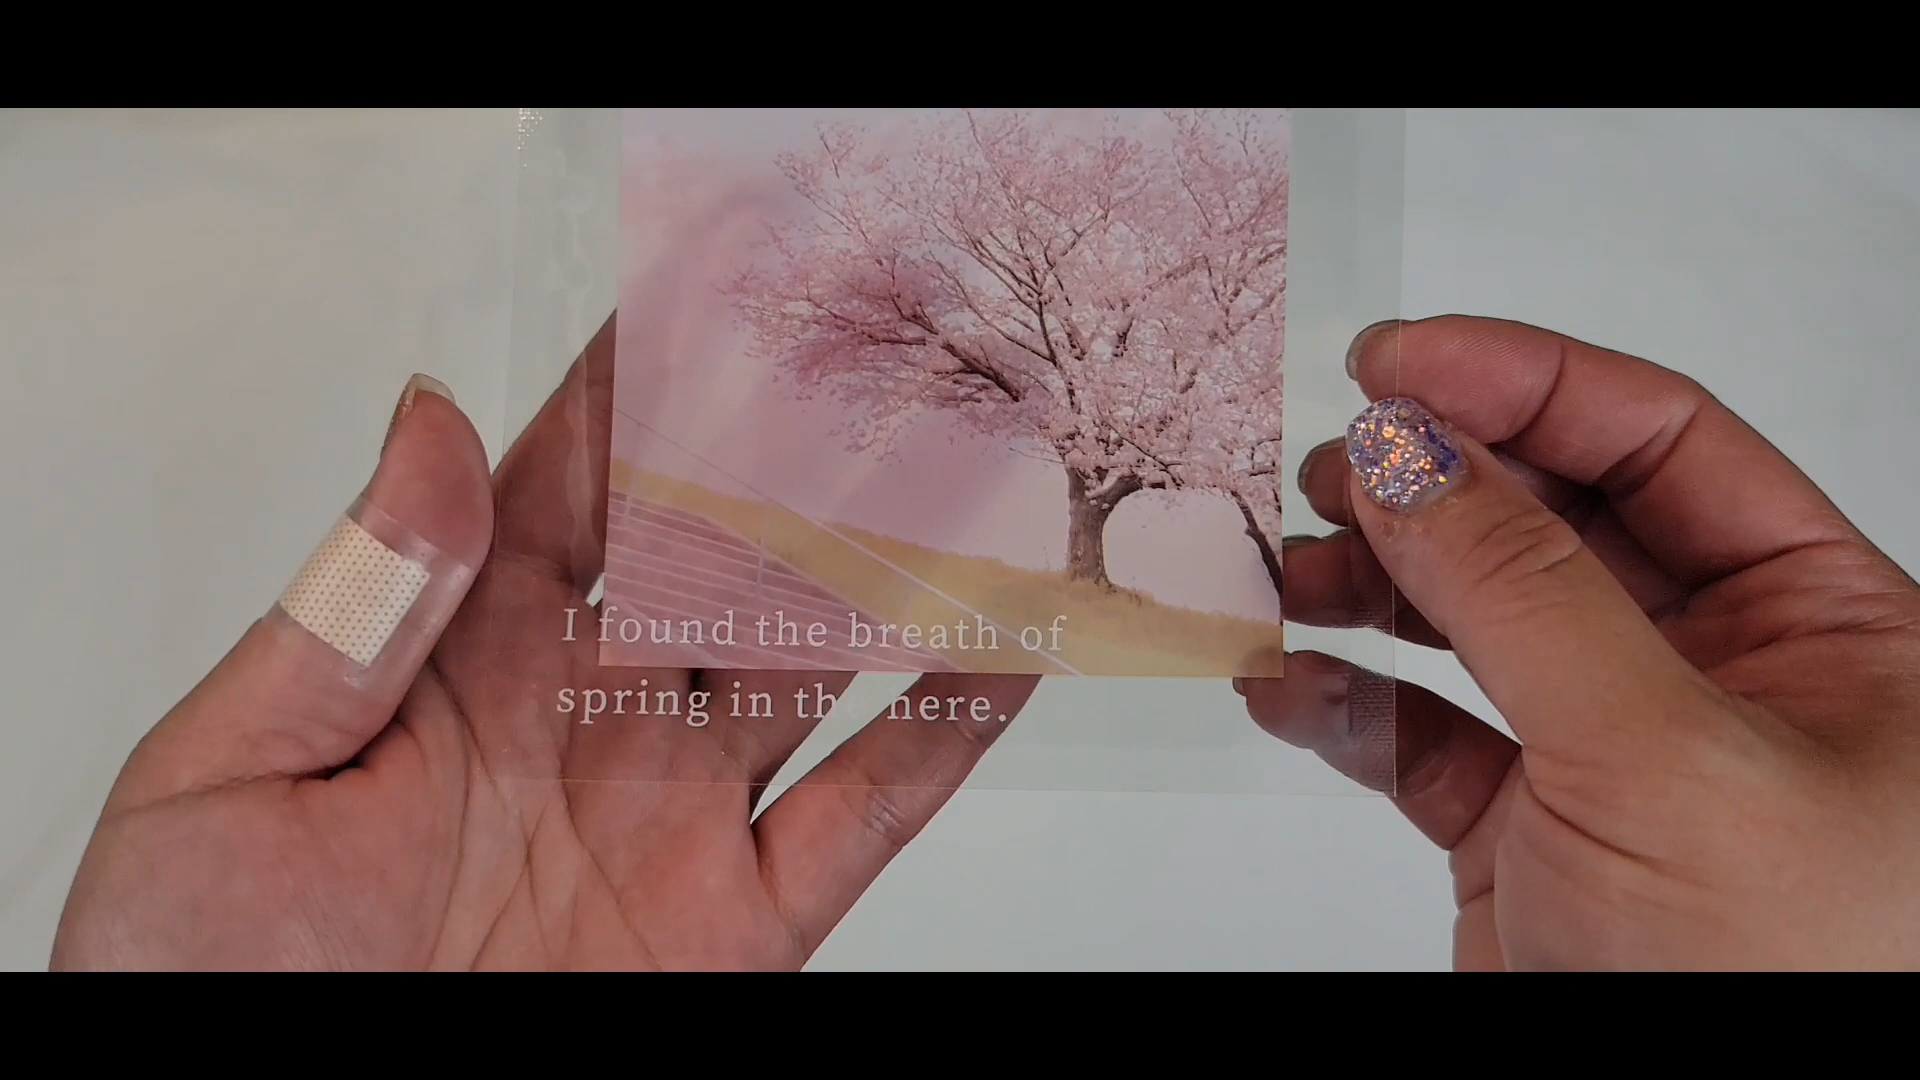 I found the breath of
spring in the here.